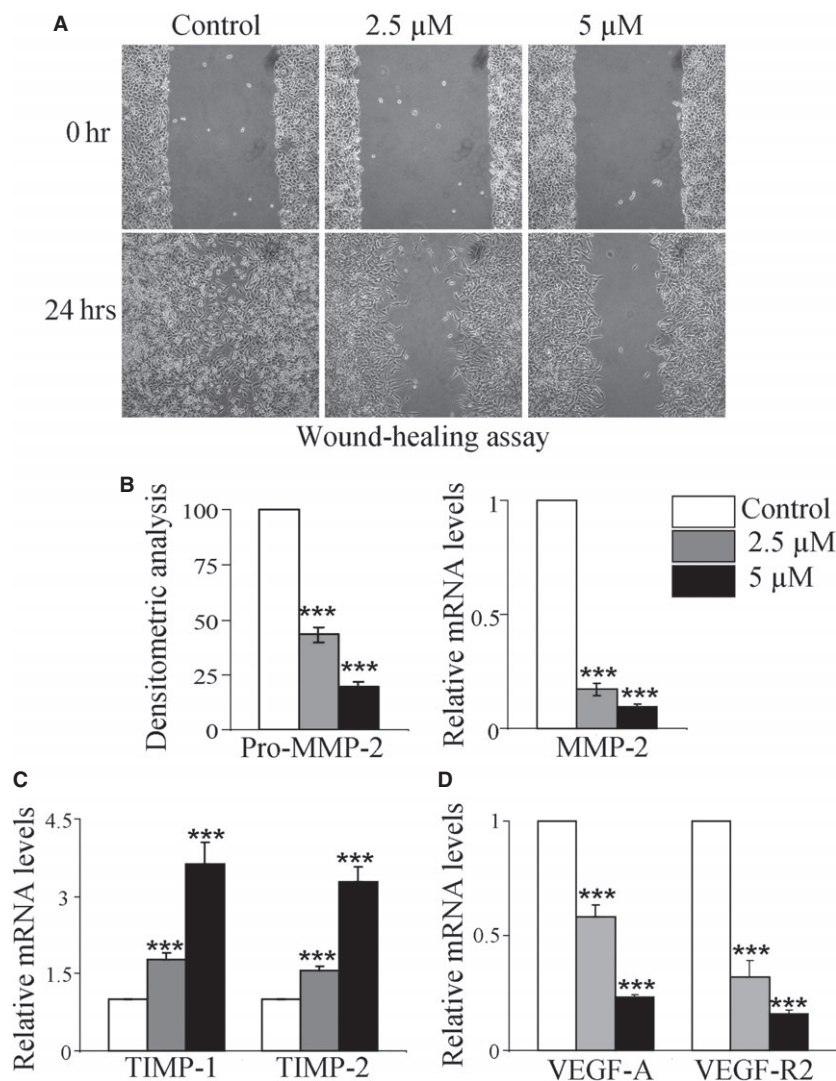 A
Control 2.5 µM 5 µM
0 hr
24 hrs
Wound-healing assay
B
Densitometric analysis
100
75
50
25
0
***
***
Pro-MMP-2
Relative mRNA levels
1
0.5
0
***
***
MMP-2
Control
2.5 µM
5 µM
C
Relative mRNA levels
4.5
3
1.5
0
***
***
***
***
TIMP-1 TIMP-2
D
Relative mRNA levels
1
0.5
0
***
***
***
***
VEGF-A VEGF-R2